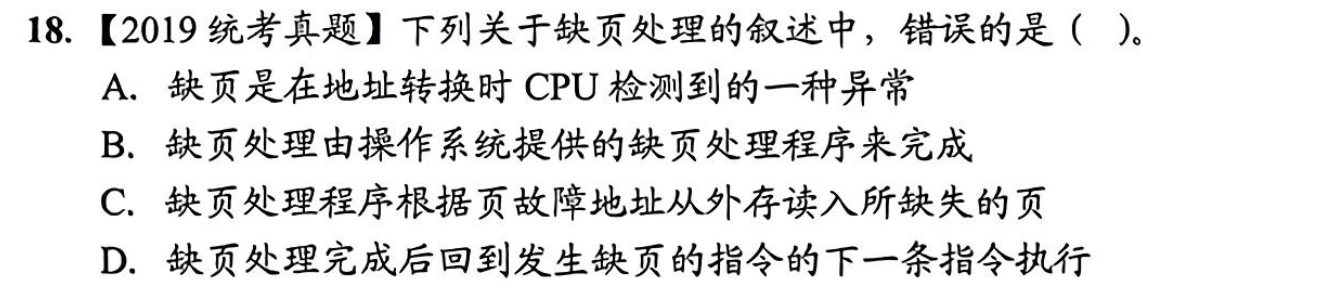 18. 【2019 统考真题】下列关于缺页处理的叙述中，错误的是（ ）。
A. 缺页是在地址转换时 CPU 检测到的一种异常
B. 缺页处理由操作系统提供的缺页处理程序来完成
C. 缺页处理程序根据页故障地址从外存读入所缺失的页
D. 缺页处理完成后回到发生缺页的指令的下一条指令执行